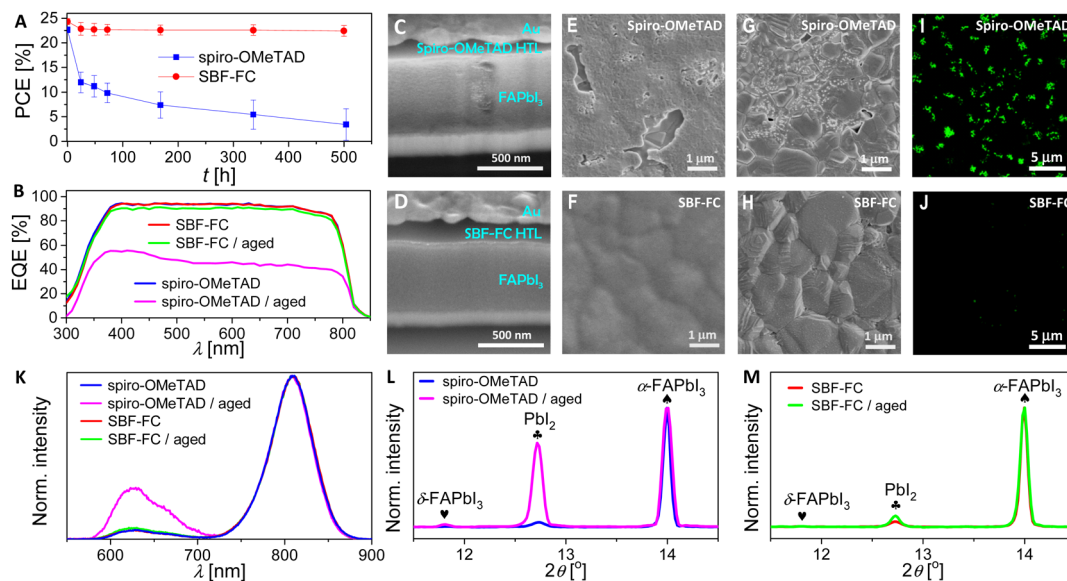 A
25
20
15
10
5
0
PCE [%]
spiro-OMeTAD
SBF-FC
0 100 200 300 400 500
t [h]
B
100
80
60
40
20
0
EQE [%]
SBF-FC
SBF-FC / aged
spiro-OMeTAD
spiro-OMeTAD / aged
300 400 500 600 700 800
λ [nm]
C
Au
Spiro-OMeTAD HTL
FAPbI₃
500 nm
D
Au
SBF-FC HTL
FAPbI₃
500 nm
E Spiro-OMeTAD
1 μm
F SBF-FC
1 μm
G Spiro-OMeTAD
1 μm
H SBF-FC
1 μm
I Spiro-OMeTAD
5 μm
J SBF-FC
5 μm
K
Norm. intensity
spiro-OMeTAD
spiro-OMeTAD / aged
SBF-FC
SBF-FC / aged
600 700 800 900
λ [nm]
L
Norm. intensity
spiro-OMeTAD
spiro-OMeTAD / aged
α-FAPbI₃
♠
PbI₂
♣
δ-FAPbI₃
♥
12 13 14
2θ [°]
M
Norm. intensity
SBF-FC
SBF-FC / aged
α-FAPbI₃
♠
PbI₂
♣
δ-FAPbI₃
♥
12 13 14
2θ [°]